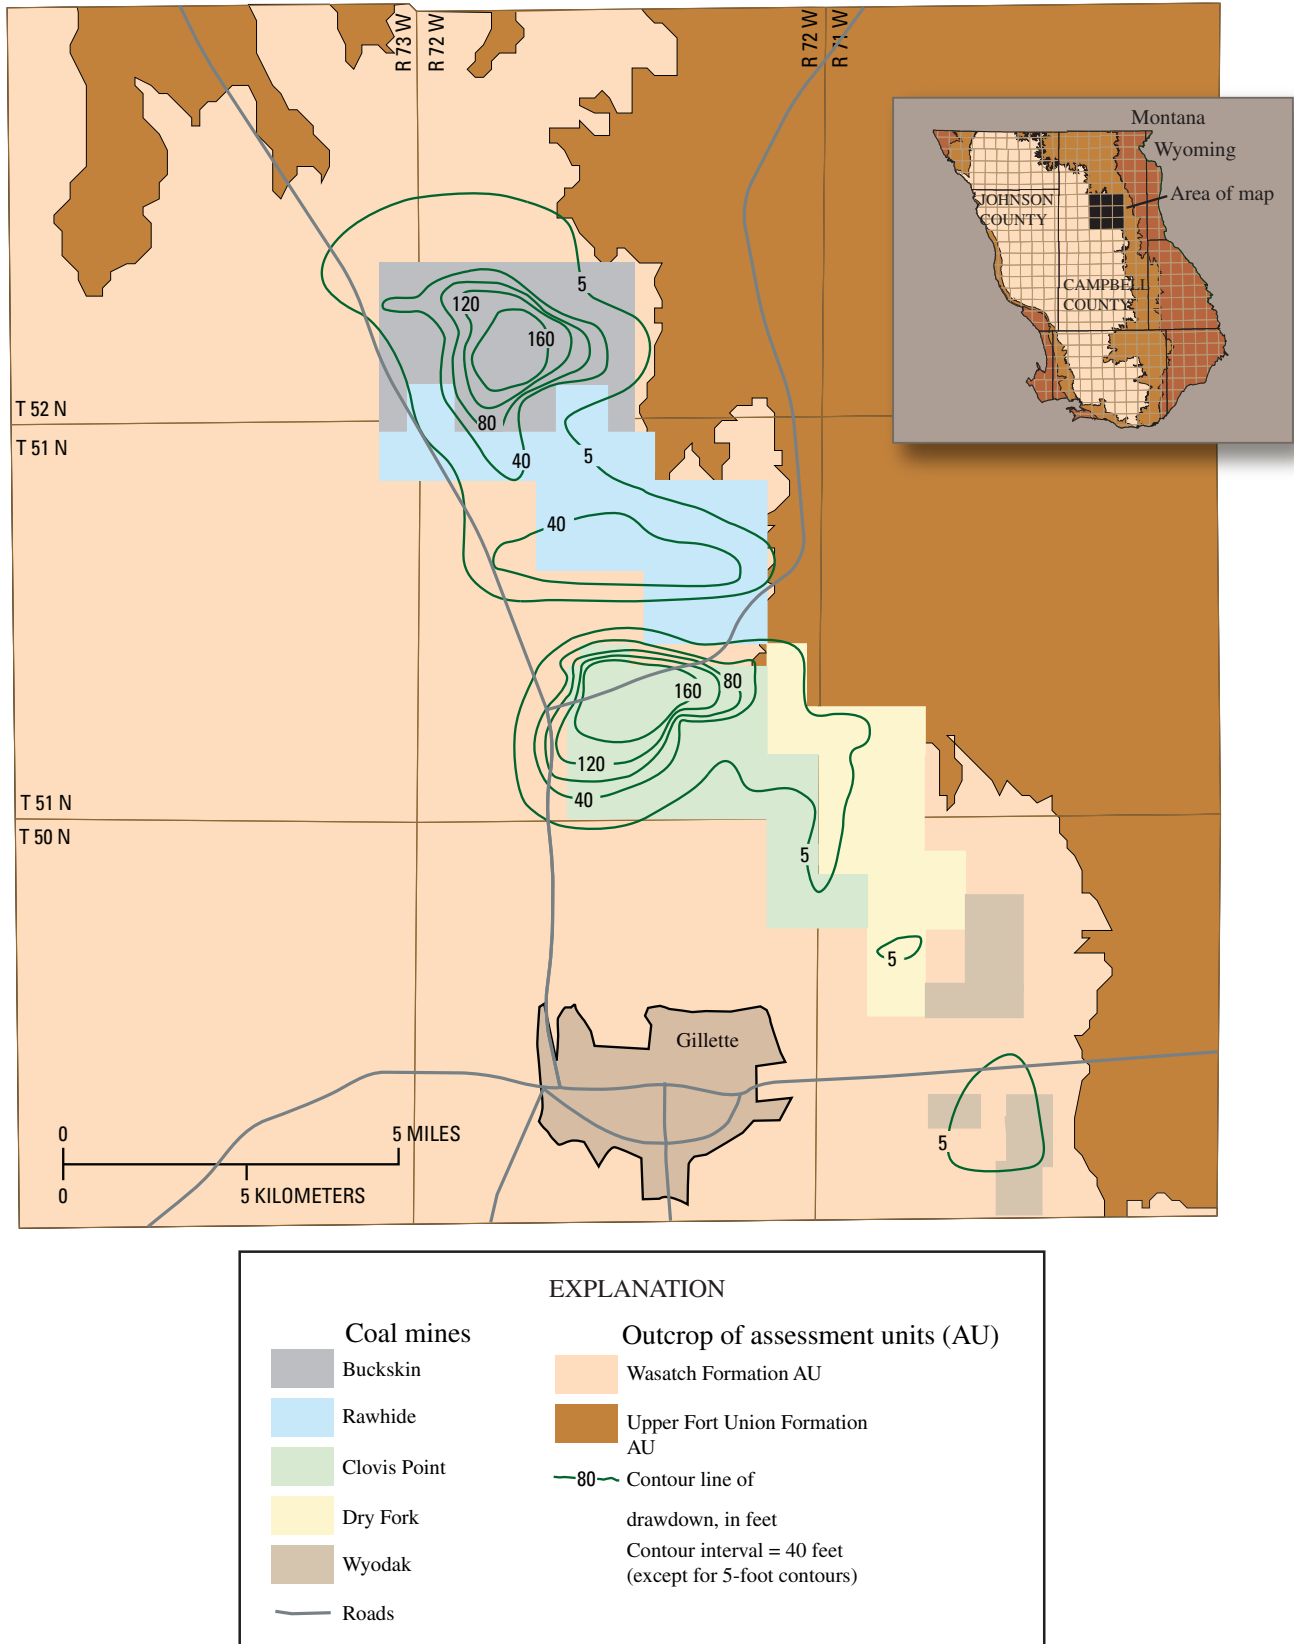 R 73 W
R 72 W
R 72 W
R 71 W
Montana
Wyoming
Area of map
JOHNSON
COUNTY
CAMPBELL
COUNTY
5
120
160
T 52 N
T 51 N
80
40
5
40
160
80
120
40
T 51 N
T 50 N
5
5
Gillette
5
0
5 MILES
0
5 KILOMETERS
EXPLANATION
Coal mines
Buckskin
Rawhide
Clovis Point
Dry Fork
Wyodak
Roads
Outcrop of assessment units (AU)
Wasatch Formation AU
Upper Fort Union Formation
AU
80
Contour line of
drawdown, in feet
Contour interval = 40 feet
(except for 5-foot contours)